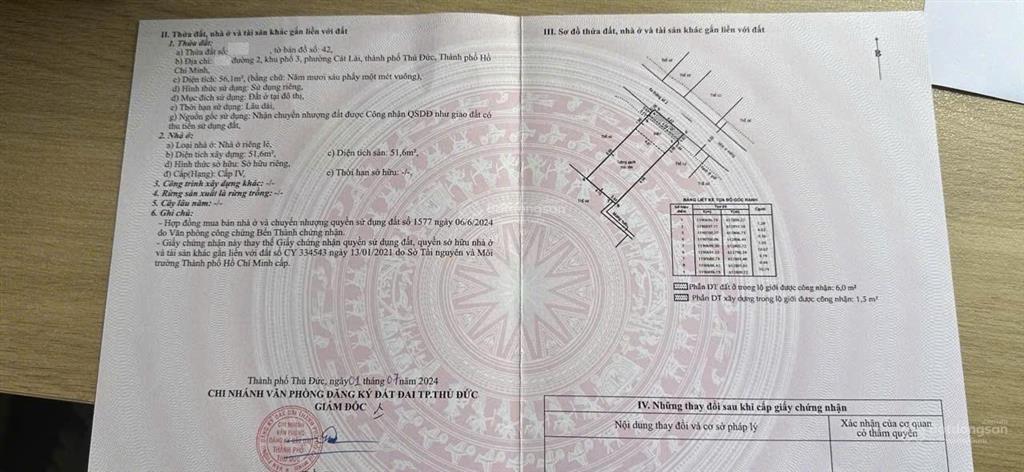 II. Thửa đất, nhà ở và tài sản khác gắn liền với đất
1. Thửa đất:
a) Thửa đất số: , tờ bản đồ số: 42,
b) Địa chỉ: đường 2, khu phố 3, phường Cát Lái, thành phố Thủ Đức, Thành phố Hồ
Chí Minh,
c) Diện tích: 56,1m², (bằng chữ: Năm mươi sáu phẩy một mét vuông),
d) Hình thức sử dụng: Sử dụng riêng,
đ) Mục đích sử dụng: Đất ở tại đô thị,
e) Thời hạn sử dụng: Lâu dài,
g) Nguồn gốc sử dụng: Nhận chuyển nhượng đất được Công nhận QSDĐ như giao đất có
thu tiền sử dụng đất,
2. Nhà ở:
a) Loại nhà ở: Nhà ở riêng lẻ,
b) Diện tích xây dựng: 51,6m², c) Diện tích sàn: 51,6m²,
d) Hình thức sở hữu: Sở hữu riêng,
đ) Cấp(Hạng): Cấp IV, e) Thời hạn sở hữu: -/-,
3. Công trình xây dựng khác: -/-
4. Rừng sản xuất là rừng trồng: -/-
5. Cây lâu năm: -/-
6. Ghi chú:
- Hợp đồng mua bán nhà ở và chuyển nhượng quyền sử dụng đất số 1577 ngày 06/6/2024
do Văn phòng công chứng Bến Thành chứng nhận.
- Giấy chứng nhận này thay thế Giấy chứng nhận quyền sử dụng đất, quyền sở hữu nhà ở
và tài sản khác gắn liền với đất số CY 334543 ngày 13/01/2021 do Sở Tài nguyên và Môi
trường Thành phố Hồ Chí Minh cấp.
Thành phố Thủ Đức, ngày 01 tháng 07 năm 2024
CHI NHÁNH VĂN PHÒNG ĐĂNG KÝ ĐẤT ĐAI TP.THỦ ĐỨC
GIÁM ĐỐC
CHI NHÁNH
VĂN PHÒNG
THÀNH PHỐ
THỦ ĐỨC
III. Sơ đồ thửa đất, nhà ở và tài sản khác gắn liền với đất
B
BẢNG LIỆT KÊ TỌA ĐỘ GÓC RANH
Phần DT đất ở trong lộ giới được công nhận: 6,0 m²
Phần DT xây dựng trong lộ giới được công nhận: 1,5 m²
IV. Những thay đổi sau khi cấp giấy chứng nhận
Nội dung thay đổi và cơ sở pháp lý
Xác nhận của cơ quan
có thẩm quyền
batdongsan